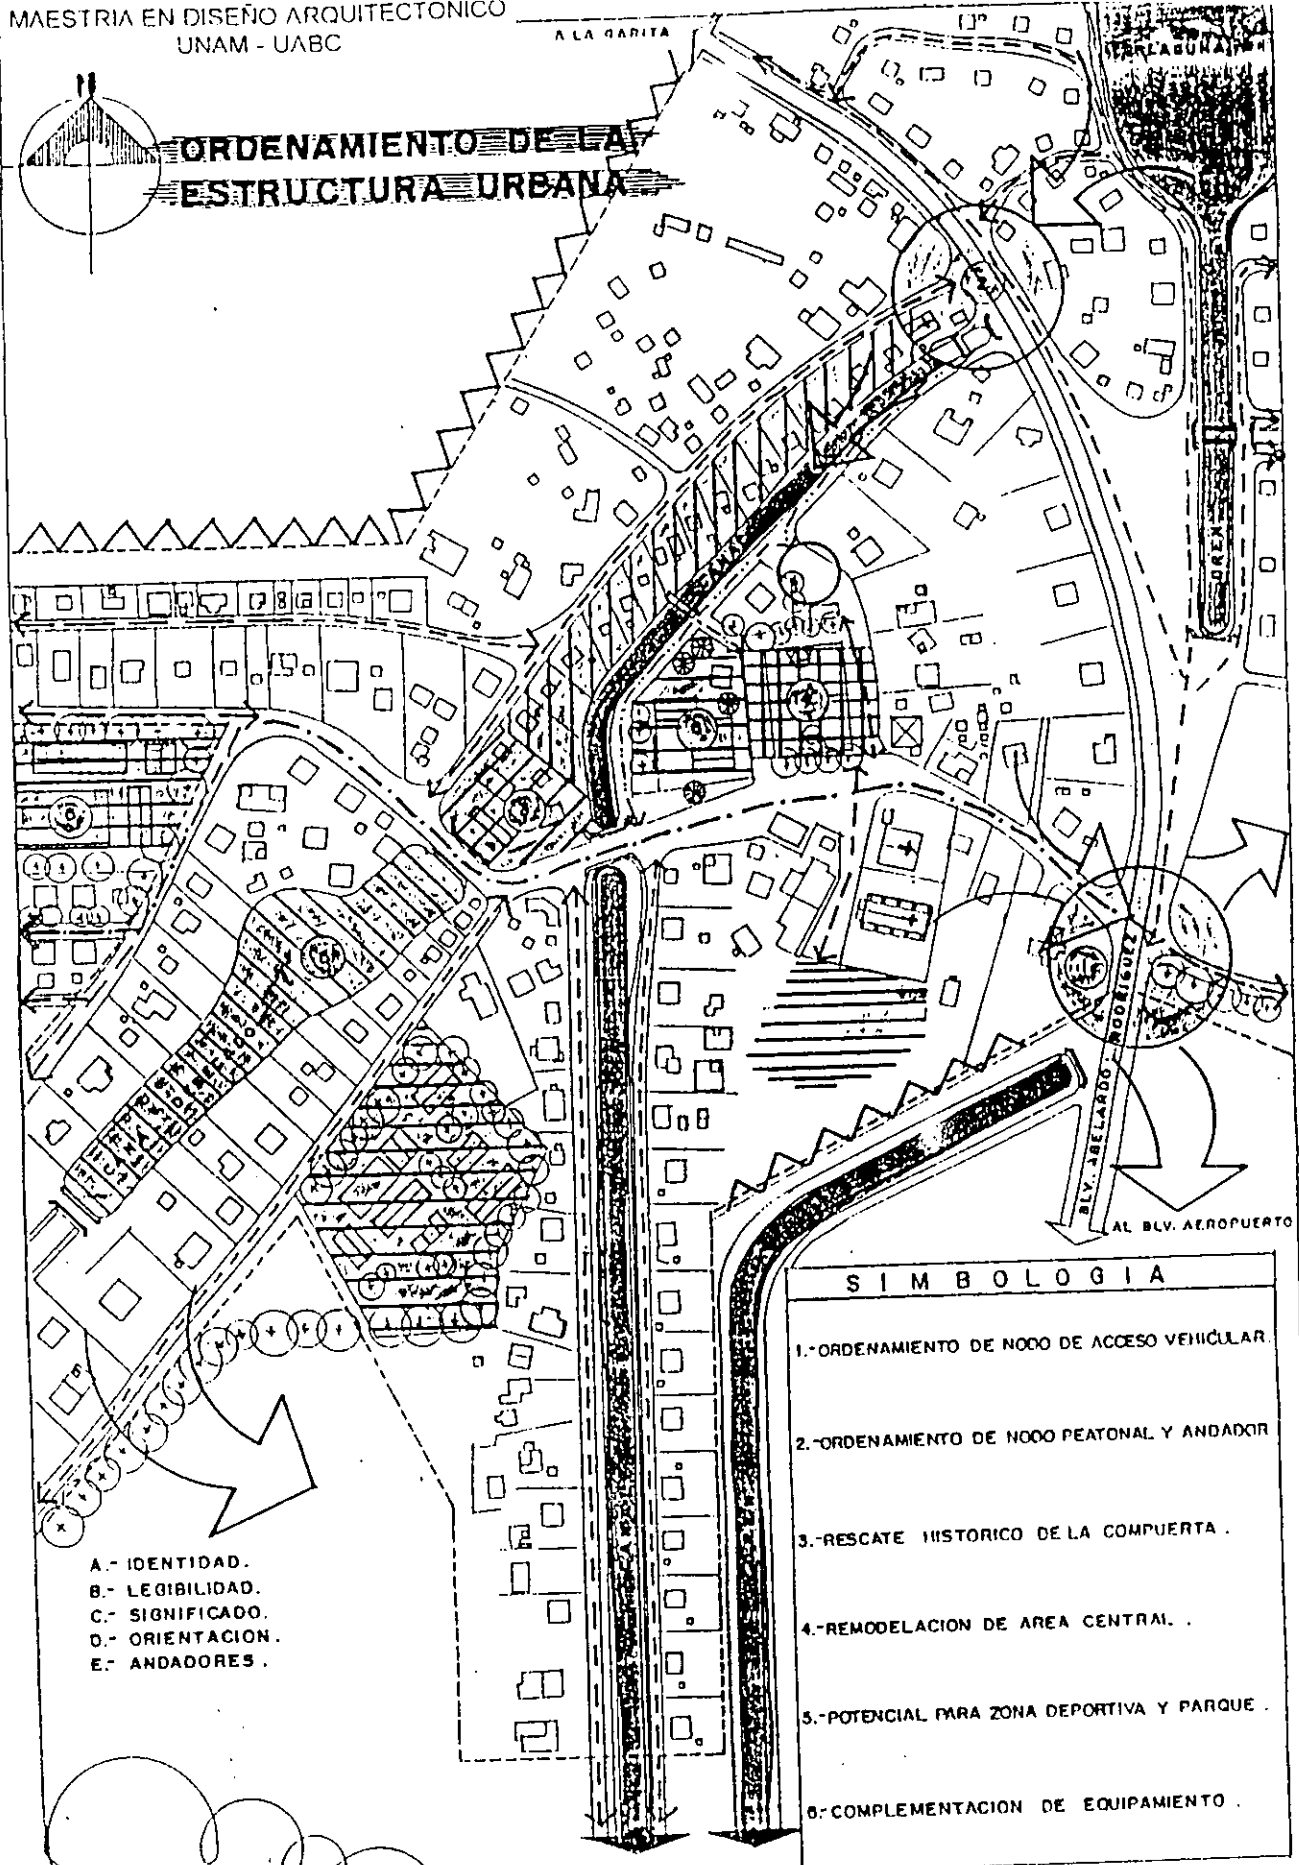 MAESTRIA EN DISEÑO ARQUITECTONICO
UNAM - UABC
A LA GARITA
N
ORDENAMIENTO DE LA
ESTRUCTURA URBANA
DREN
CANAL
BLV. ABELARDO RODRIGUEZ
AL BLV. AEROPUERTO
SIMBOLOGIA
1.-ORDENAMIENTO DE NODO DE ACCESO VEHICULAR.
2.-ORDENAMIENTO DE NODO PEATONAL Y ANDADOR
3.-RESCATE HISTORICO DE LA COMPUERTA.
4.-REMODELACION DE AREA CENTRAL.
5.-POTENCIAL PARA ZONA DEPORTIVA Y PARQUE.
6.-COMPLEMENTACION DE EQUIPAMIENTO.
A.- IDENTIDAD.
B.- LEGIBILIDAD.
C.- SIGNIFICADO.
D.- ORIENTACION.
E.- ANDADORES.